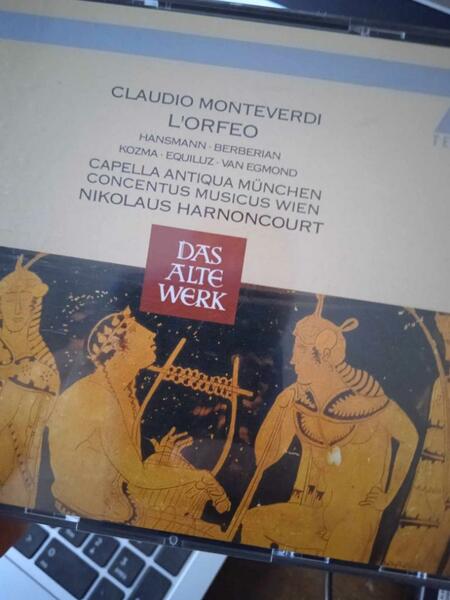 CLAUDIO MONTEVERDI
L'ORFEO
HANSMANN · BERBERIAN
KOZMA · EQUILUZ · VAN EGMOND
CAPELLA ANTIQUA MÜNCHEN
CONCENTUS MUSICUS WIEN
NIKOLAUS HARNONCOURT
DAS
ALTE
WERK